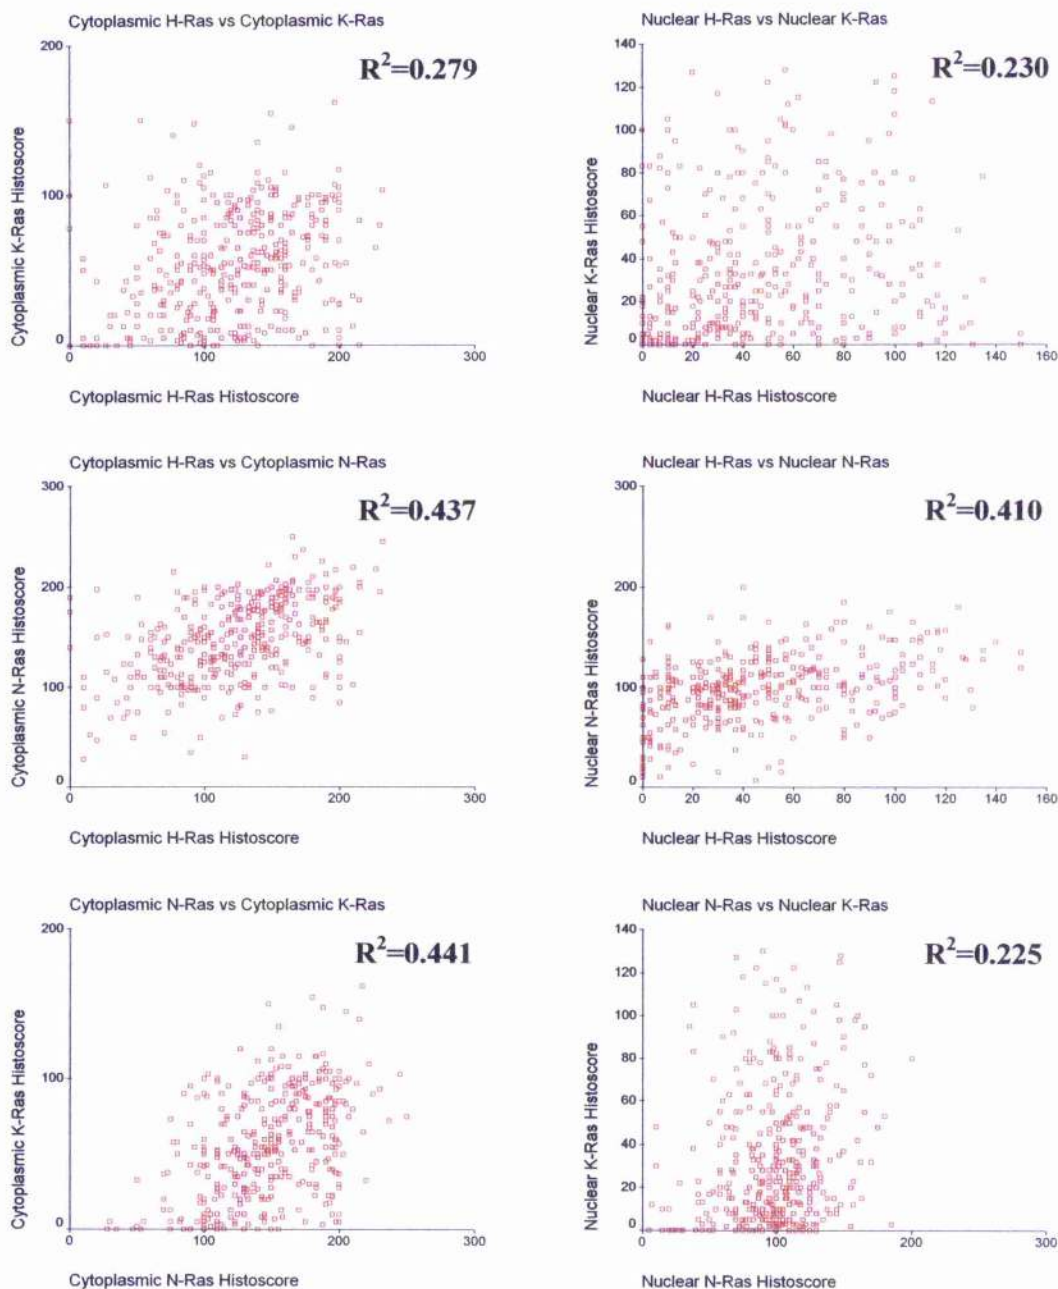 Cytoplasmic H-Ras vs Cytoplasmic K-Ras
R²=0.279
200
100
0
0
100
200
300
Cytoplasmic K-Ras Histoscore
Cytoplasmic H-Ras Histoscore
Nuclear H-Ras vs Nuclear K-Ras
R²=0.230
140
120
100
80
60
40
20
0
0
20
40
60
80
100
120
140
160
Nuclear K-Ras Histoscore
Nuclear H-Ras Histoscore
Cytoplasmic H-Ras vs Cytoplasmic N-Ras
R²=0.437
300
200
100
0
0
100
200
300
Cytoplasmic N-Ras Histoscore
Cytoplasmic H-Ras Histoscore
Nuclear H-Ras vs Nuclear N-Ras
R²=0.410
300
200
100
0
0
20
40
60
80
100
120
140
160
Nuclear N-Ras Histoscore
Nuclear H-Ras Histoscore
Cytoplasmic N-Ras vs Cytoplasmic K-Ras
R²=0.441
200
100
0
0
100
200
300
Cytoplasmic K-Ras Histoscore
Cytoplasmic N-Ras Histoscore
Nuclear N-Ras vs Nuclear K-Ras
R²=0.225
140
120
100
80
60
40
20
0
0
100
200
300
Nuclear K-Ras Histoscore
Nuclear N-Ras Histoscore